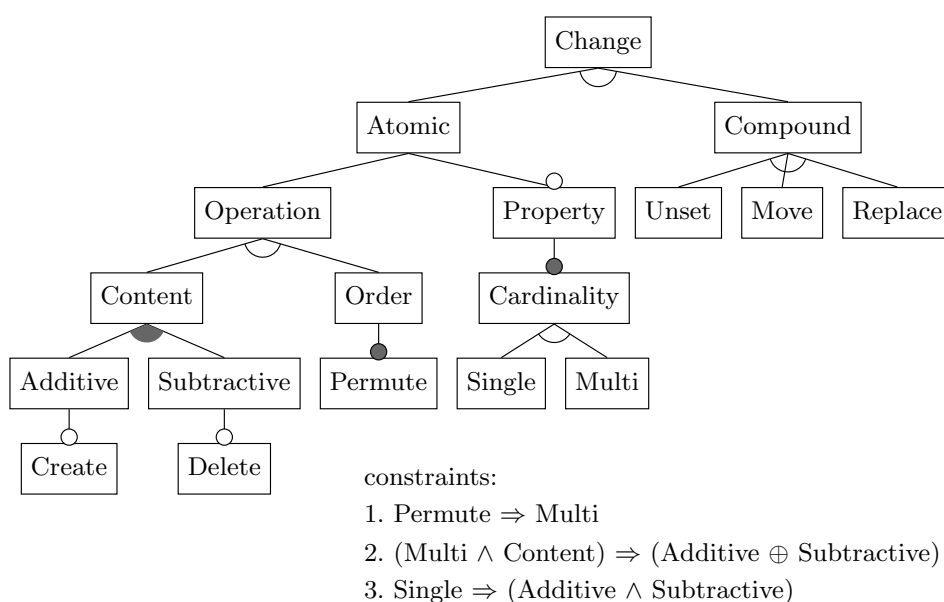 Change
Atomic Compound
Operation Property Unset Move Replace
Content Order Cardinality
Additive Subtractive Permute Single Multi
Create Delete
constraints:
1. Permute ⇒ Multi
2. (Multi ∧ Content) ⇒ (Additive ⊕ Subtractive)
3. Single ⇒ (Additive ∧ Subtractive)